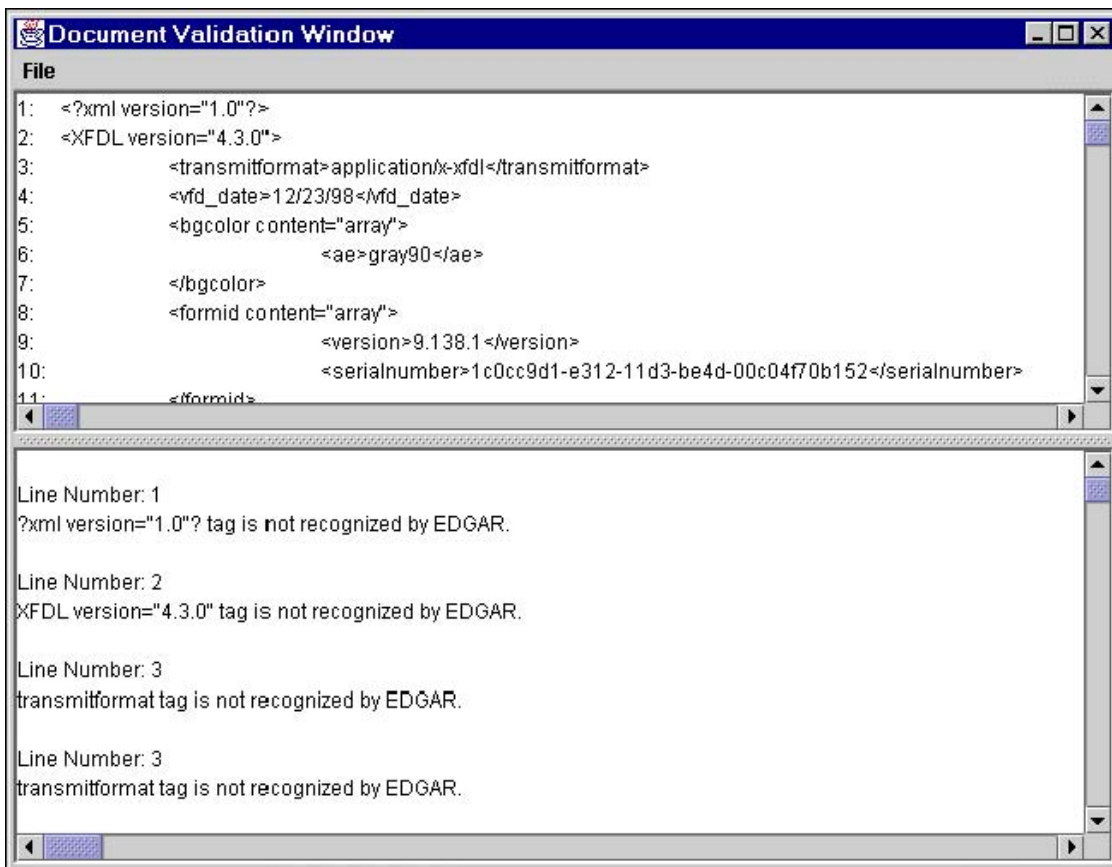 Document Validation Window
File
1: <?xml version="1.0"?>
2: <XFDL version="4.3.0">
3: <transmitformat>application/x-xfdl</transmitformat>
4: <vfd_date>12/23/98</vfd_date>
5: <bgcolor content="array">
6: <ae>gray90</ae>
7: </bgcolor>
8: <formid content="array">
9: <version>9.138.1</version>
10: <serialnumber>1c0cc9d1-e312-11d3-be4d-00c04f70b152</serialnumber>
11: </formid>
Line Number: 1
?xml version="1.0"? tag is not recognized by EDGAR.
Line Number: 2
XFDL version="4.3.0" tag is not recognized by EDGAR.
Line Number: 3
transmitformat tag is not recognized by EDGAR.
Line Number: 3
transmitformat tag is not recognized by EDGAR.